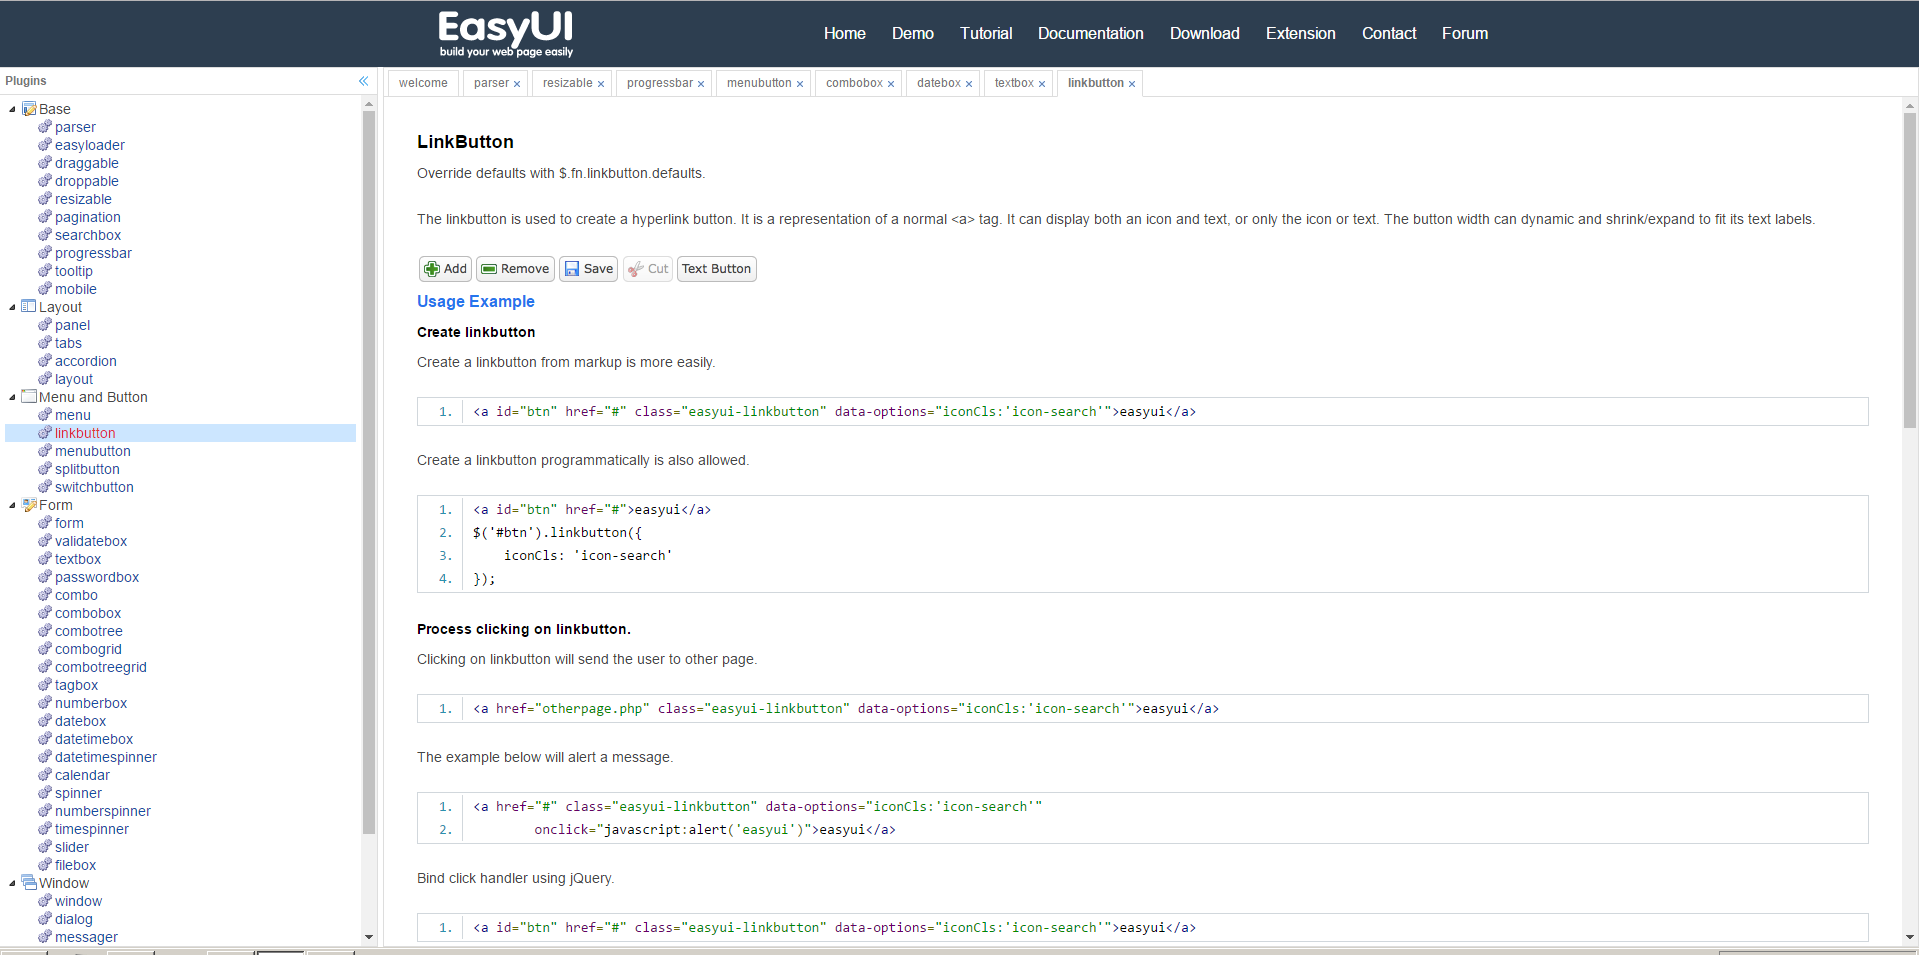 EasyUI
build your web page easily
Home Demo Tutorial Documentation Download Extension Contact Forum
Plugins
Base
parser
easyloader
draggable
droppable
resizable
pagination
searchbox
progressbar
tooltip
mobile
Layout
panel
tabs
accordion
layout
Menu and Button
menu
linkbutton
menubutton
splitbutton
switchbutton
Form
form
validatebox
textbox
passwordbox
combo
combobox
combotree
combogrid
combotreegrid
tagbox
numberbox
datebox
datetimebox
datetimespinner
calendar
spinner
numberspinner
timespinner
slider
filebox
Window
window
dialog
messager
welcome parser resizable progressbar menubutton combobox datebox textbox linkbutton
LinkButton
Override defaults with $.fn.linkbutton.defaults.
The linkbutton is used to create a hyperlink button. It is a representation of a normal <a> tag. It can display both an icon and text, or only the icon or text. The button width can dynamic and shrink/expand to fit its text labels.
Add Remove Save Cut Text Button
Usage Example
Create linkbutton
Create a linkbutton from markup is more easily.
1. <a id="btn" href="#" class="easyui-linkbutton" data-options="iconCls:'icon-search'">easyui</a>
Create a linkbutton programmatically is also allowed.
1. <a id="btn" href="#">easyui</a>
2. $('#btn').linkbutton({
3. iconCls: 'icon-search'
4. });
Process clicking on linkbutton.
Clicking on linkbutton will send the user to other page.
1. <a href="otherpage.php" class="easyui-linkbutton" data-options="iconCls:'icon-search'">easyui</a>
The example below will alert a message.
1. <a href="#" class="easyui-linkbutton" data-options="iconCls:'icon-search'"
2. onclick="javascript:alert('easyui')">easyui</a>
Bind click handler using jQuery.
1. <a id="btn" href="#" class="easyui-linkbutton" data-options="iconCls:'icon-search'">easyui</a>